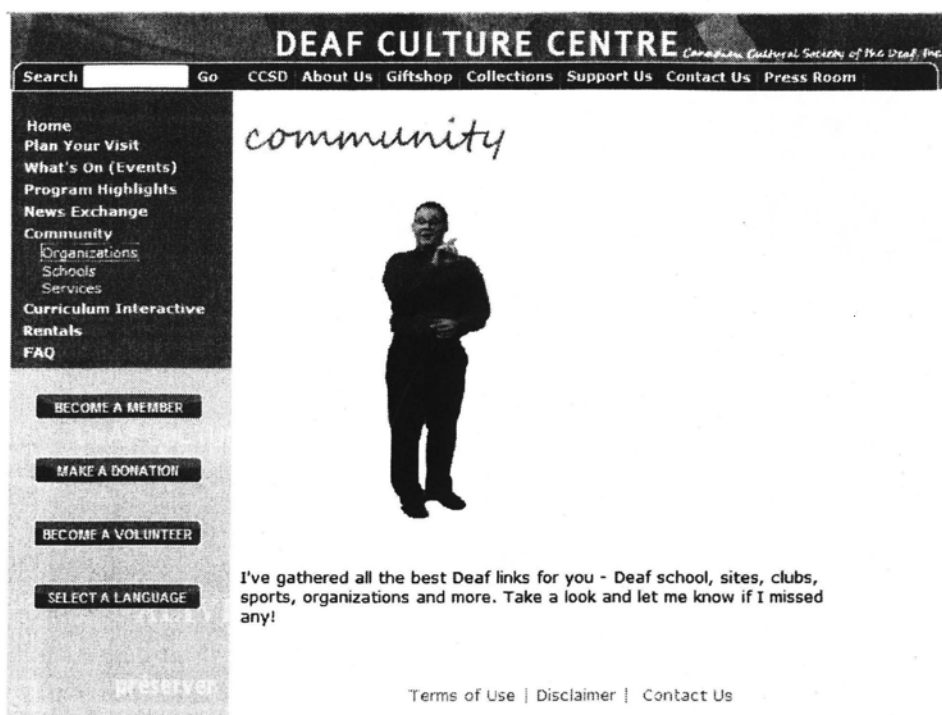 DEAF CULTURE CENTRE Canadian Cultural Society of the Deaf, Inc.
Search Go CCSD About Us Giftshop Collections Support Us Contact Us Press Room
Home
Plan Your Visit
What's On (Events)
Program Highlights
News Exchange
Community
Organizations
Schools
Services
Curriculum Interactive
Rentals
FAQ
BECOME A MEMBER
MAKE A DONATION
BECOME A VOLUNTEER
SELECT A LANGUAGE
preserver
community
I've gathered all the best Deaf links for you - Deaf school, sites, clubs,
sports, organizations and more. Take a look and let me know if I missed
any!
Terms of Use | Disclaimer | Contact Us